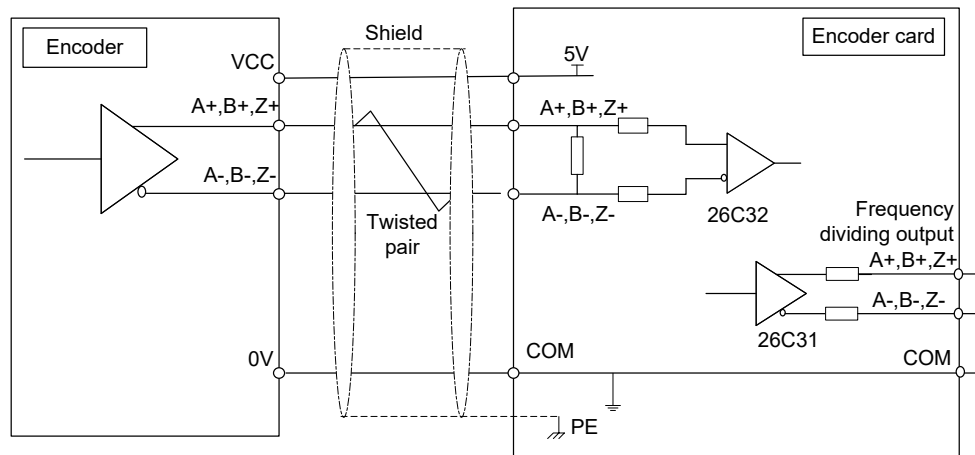 Encoder
Shield
Encoder card
VCC
5V
A+,B+,Z+
A+,B+,Z+
A-,B-,Z-
A-,B-,Z-
Twisted
pair
26C32
Frequency
dividing output
A+,B+,Z+
A-,B-,Z-
26C31
0V
COM
COM
PE